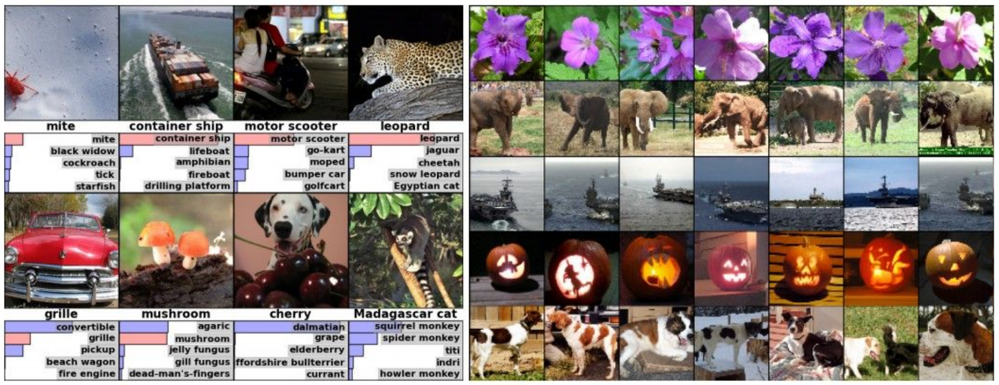 mite container ship motor scooter leopard
mite container ship motor scooter leopard
black widow lifeboat go-kart jaguar
cockroach amphibian moped cheetah
tick fireboat bumper car snow leopard
starfish drilling platform golfcart Egyptian cat
grille mushroom cherry Madagascar cat
convertible agaric dalmatian squirrel monkey
grille mushroom grape spider monkey
pickup jelly fungus elderberry titi
beach wagon gill fungus ffordshire bullterrier indri
fire engine dead-man's-fingers currant howler monkey